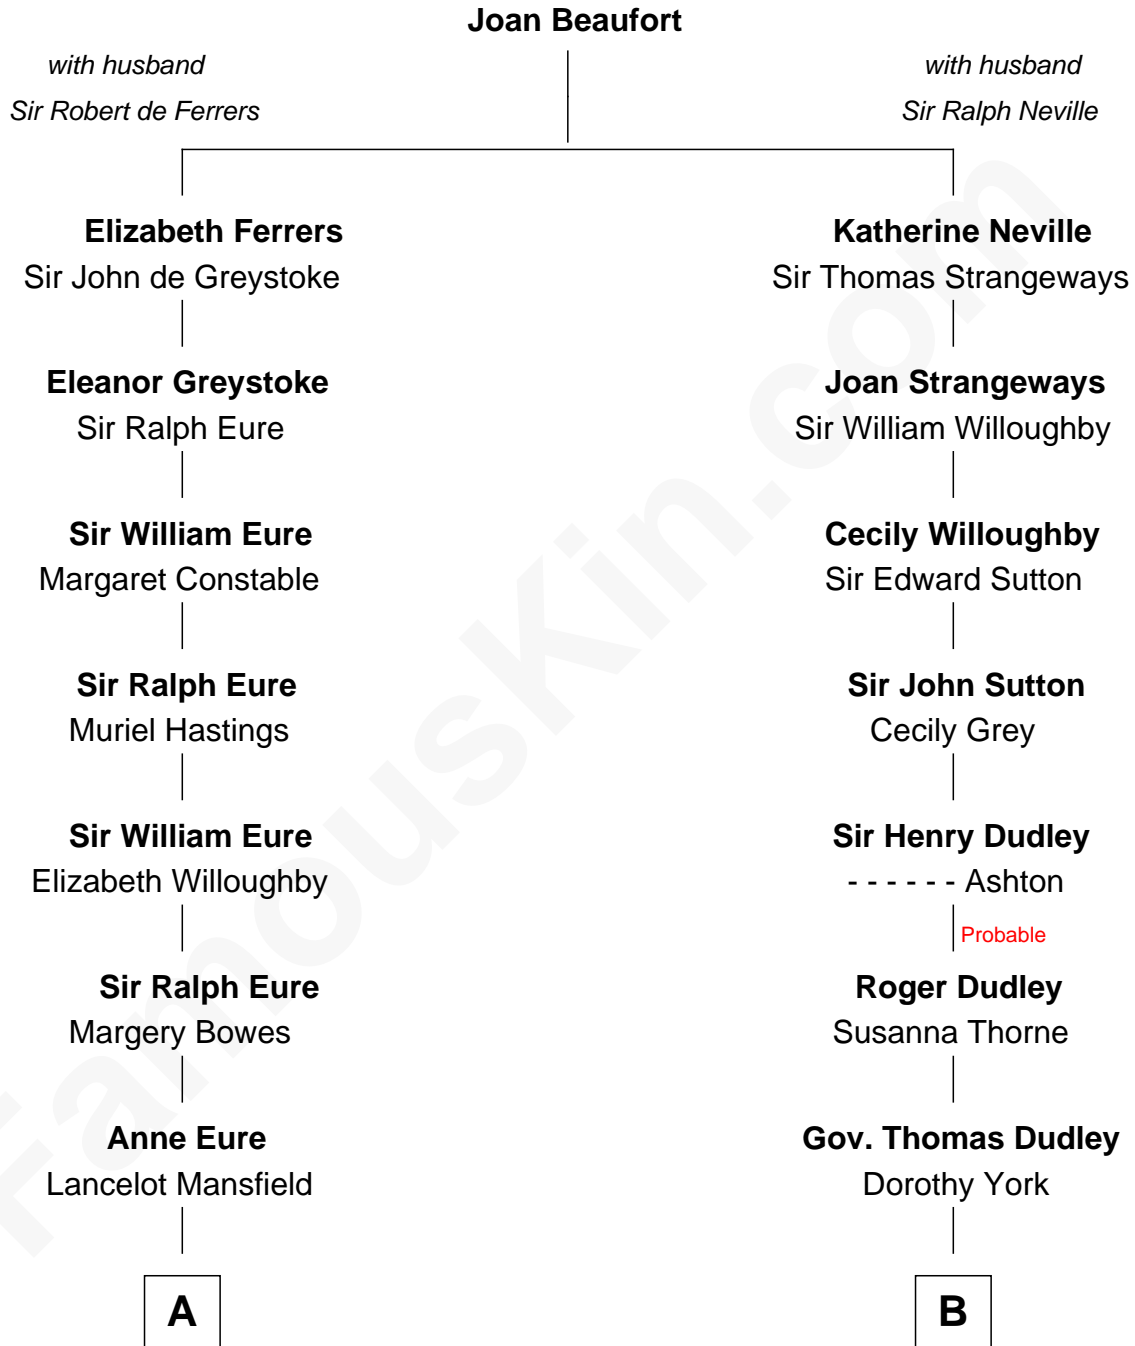 Joan Beaufort
with husband
Sir Robert de Ferrers
with husband
Sir Ralph Neville
Elizabeth Ferrers
Sir John de Greystoke
Katherine Neville
Sir Thomas Strangeways
Eleanor Greystoke
Sir Ralph Eure
Joan Strangeways
Sir William Willoughby
Sir William Eure
Margaret Constable
Cecily Willoughby
Sir Edward Sutton
Sir Ralph Eure
Muriel Hastings
Sir John Sutton
Cecily Grey
Sir William Eure
Elizabeth Willoughby
Sir Henry Dudley
- - - - - - Ashton
Probable
Sir Ralph Eure
Margery Bowes
Roger Dudley
Susanna Thorne
Anne Eure
Lancelot Mansfield
Gov. Thomas Dudley
Dorothy York
A
B
FamousKin.com